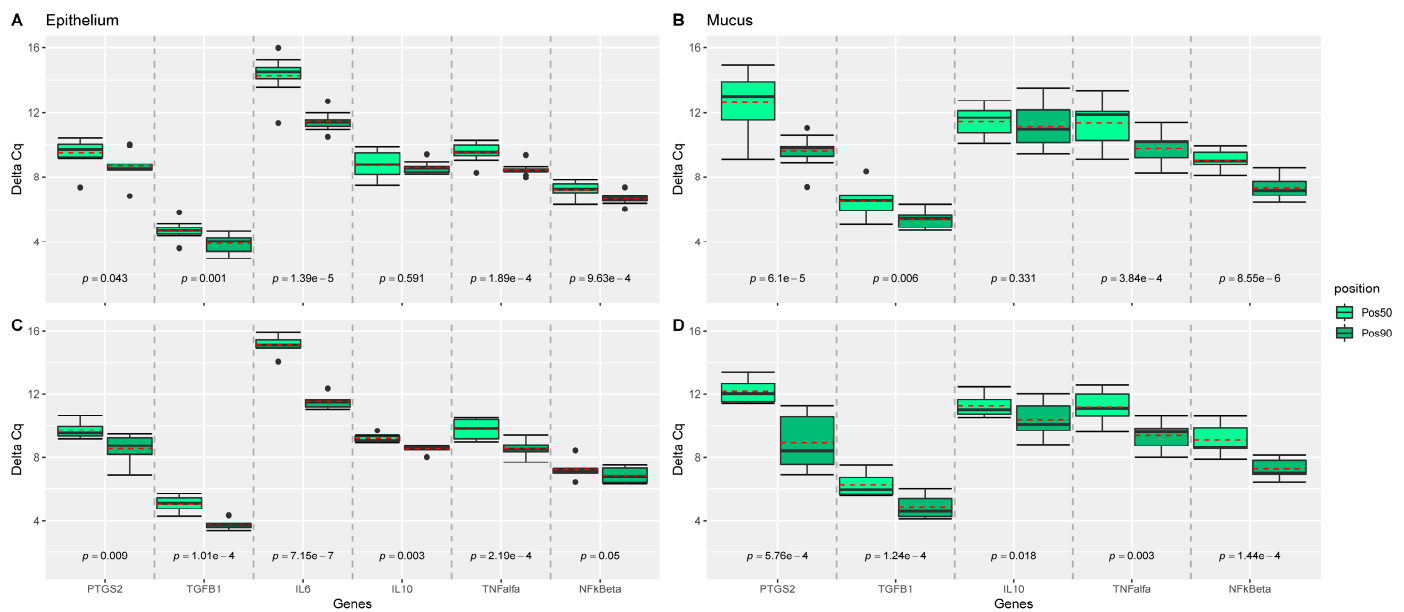 A Epithelium
B Mucus
Delta Cq
16
12
8
4
p = 0.043 p = 0.001 p = 1.39e − 5 p = 0.591 p = 1.89e − 4 p = 9.63e − 4
Delta Cq
16
12
8
4
p = 6.1e − 5 p = 0.006 p = 0.331 p = 3.84e − 4 p = 8.55e − 6
position
Pos50
Pos90
C
Delta Cq
16
12
8
4
p = 0.009 p = 1.01e − 4 p = 7.15e − 7 p = 0.003 p = 2.19e − 4 p = 0.05
PTGS2 TGFB1 IL6 IL10 TNFalfa NFkBeta
Genes
D
Delta Cq
16
12
8
4
p = 5.76e − 4 p = 1.24e − 4 p = 0.018 p = 0.003 p = 1.44e − 4
PTGS2 TGFB1 IL10 TNFalfa NFkBeta
Genes